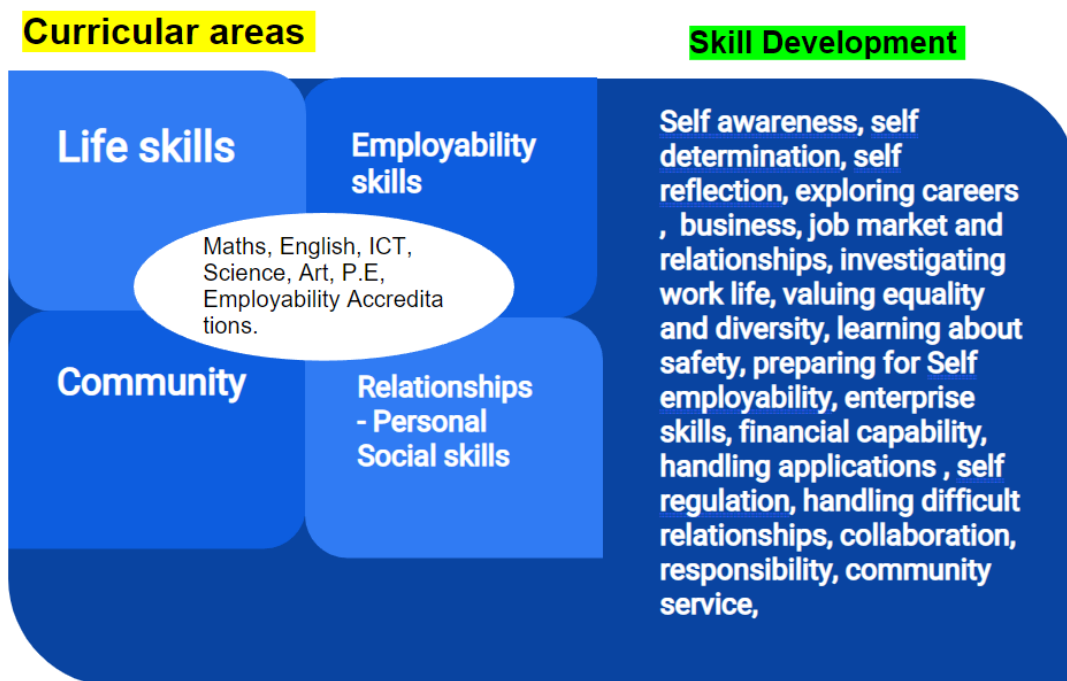 Curricular areas
Skill Development
Life skills
Employability
skills
Maths, English, ICT,
Science, Art, P.E,
Employability Accredita
tions.
Community
Relationships
- Personal
Social skills
Self awareness, self
determination, self
reflection, exploring careers
, business, job market and
relationships, investigating
work life, valuing equality
and diversity, learning about
safety, preparing for Self
employability, enterprise
skills, financial capability,
handling applications , self
regulation, handling difficult
relationships, collaboration,
responsibility, community
service,